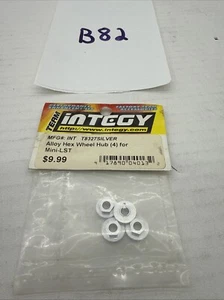 B82
TEAM
INTEGY
http://www.integy.com
MFG#: INT T8327SILVER
Alloy Hex Wheel Hub (4) for
Mini-LST
$9.99